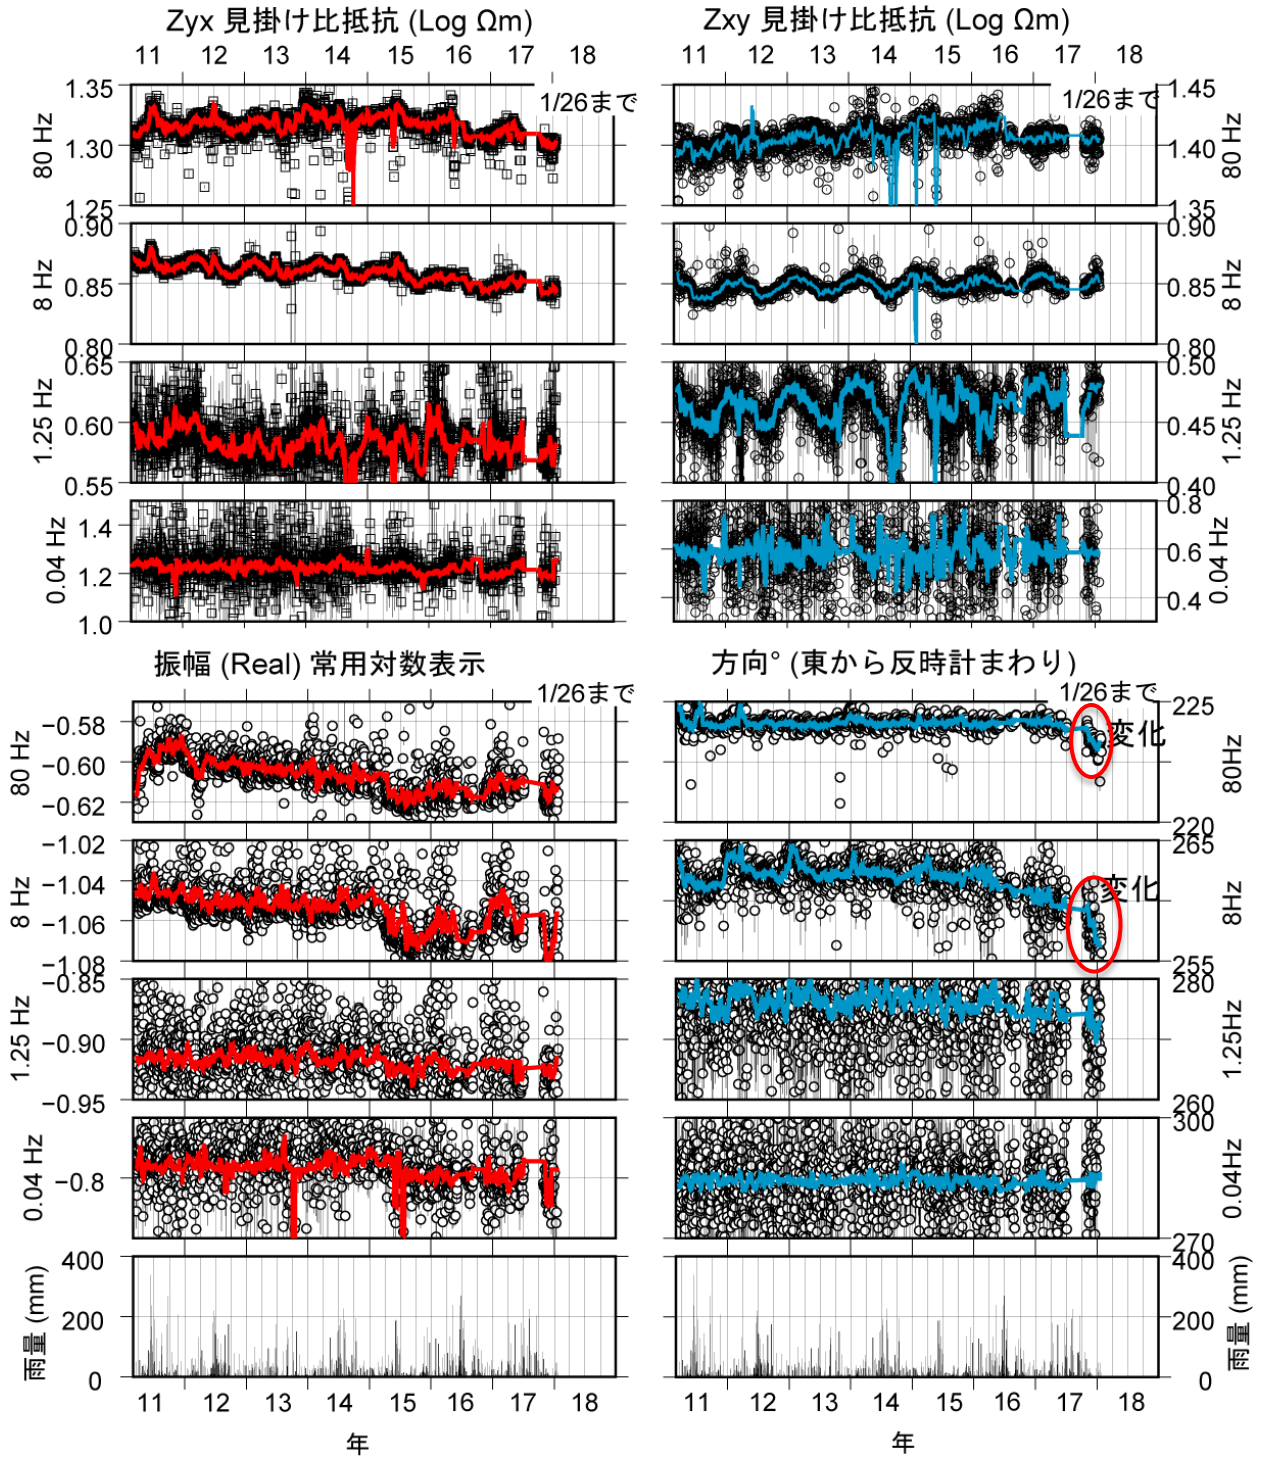 Zyx 見掛け比抵抗 (Log Ωm)
Zxy 見掛け比抵抗 (Log Ωm)
11 12 13 14 15 16 17 18
11 12 13 14 15 16 17 18
1.35
1/26まで
1.30
80 Hz
1.25
1/26まで
1.45
1.40
80 Hz
1.35
0.90
0.85
8 Hz
0.80
0.90
0.85
8 Hz
0.80
0.65
0.60
1.25 Hz
0.55
0.50
0.45
1.25 Hz
0.40
1.4
1.2
0.04 Hz
1.0
0.8
0.6
0.04 Hz
0.4
振幅 (Real) 常用対数表示
方向° (東から反時計まわり)
1/26まで
−0.58
−0.60
80 Hz
−0.62
1/26まで
225
変化
80Hz
220
−1.02
−1.04
8 Hz
−1.06
−1.08
265
変化
8Hz
255
−0.85
−0.90
1.25 Hz
−0.95
280
1.25Hz
260
−0.8
0.04 Hz
300
0.04Hz
270
400
200
雨量 (mm)
0
400
200
雨量 (mm)
0
11 12 13 14 15 16 17 18
11 12 13 14 15 16 17 18
年
年